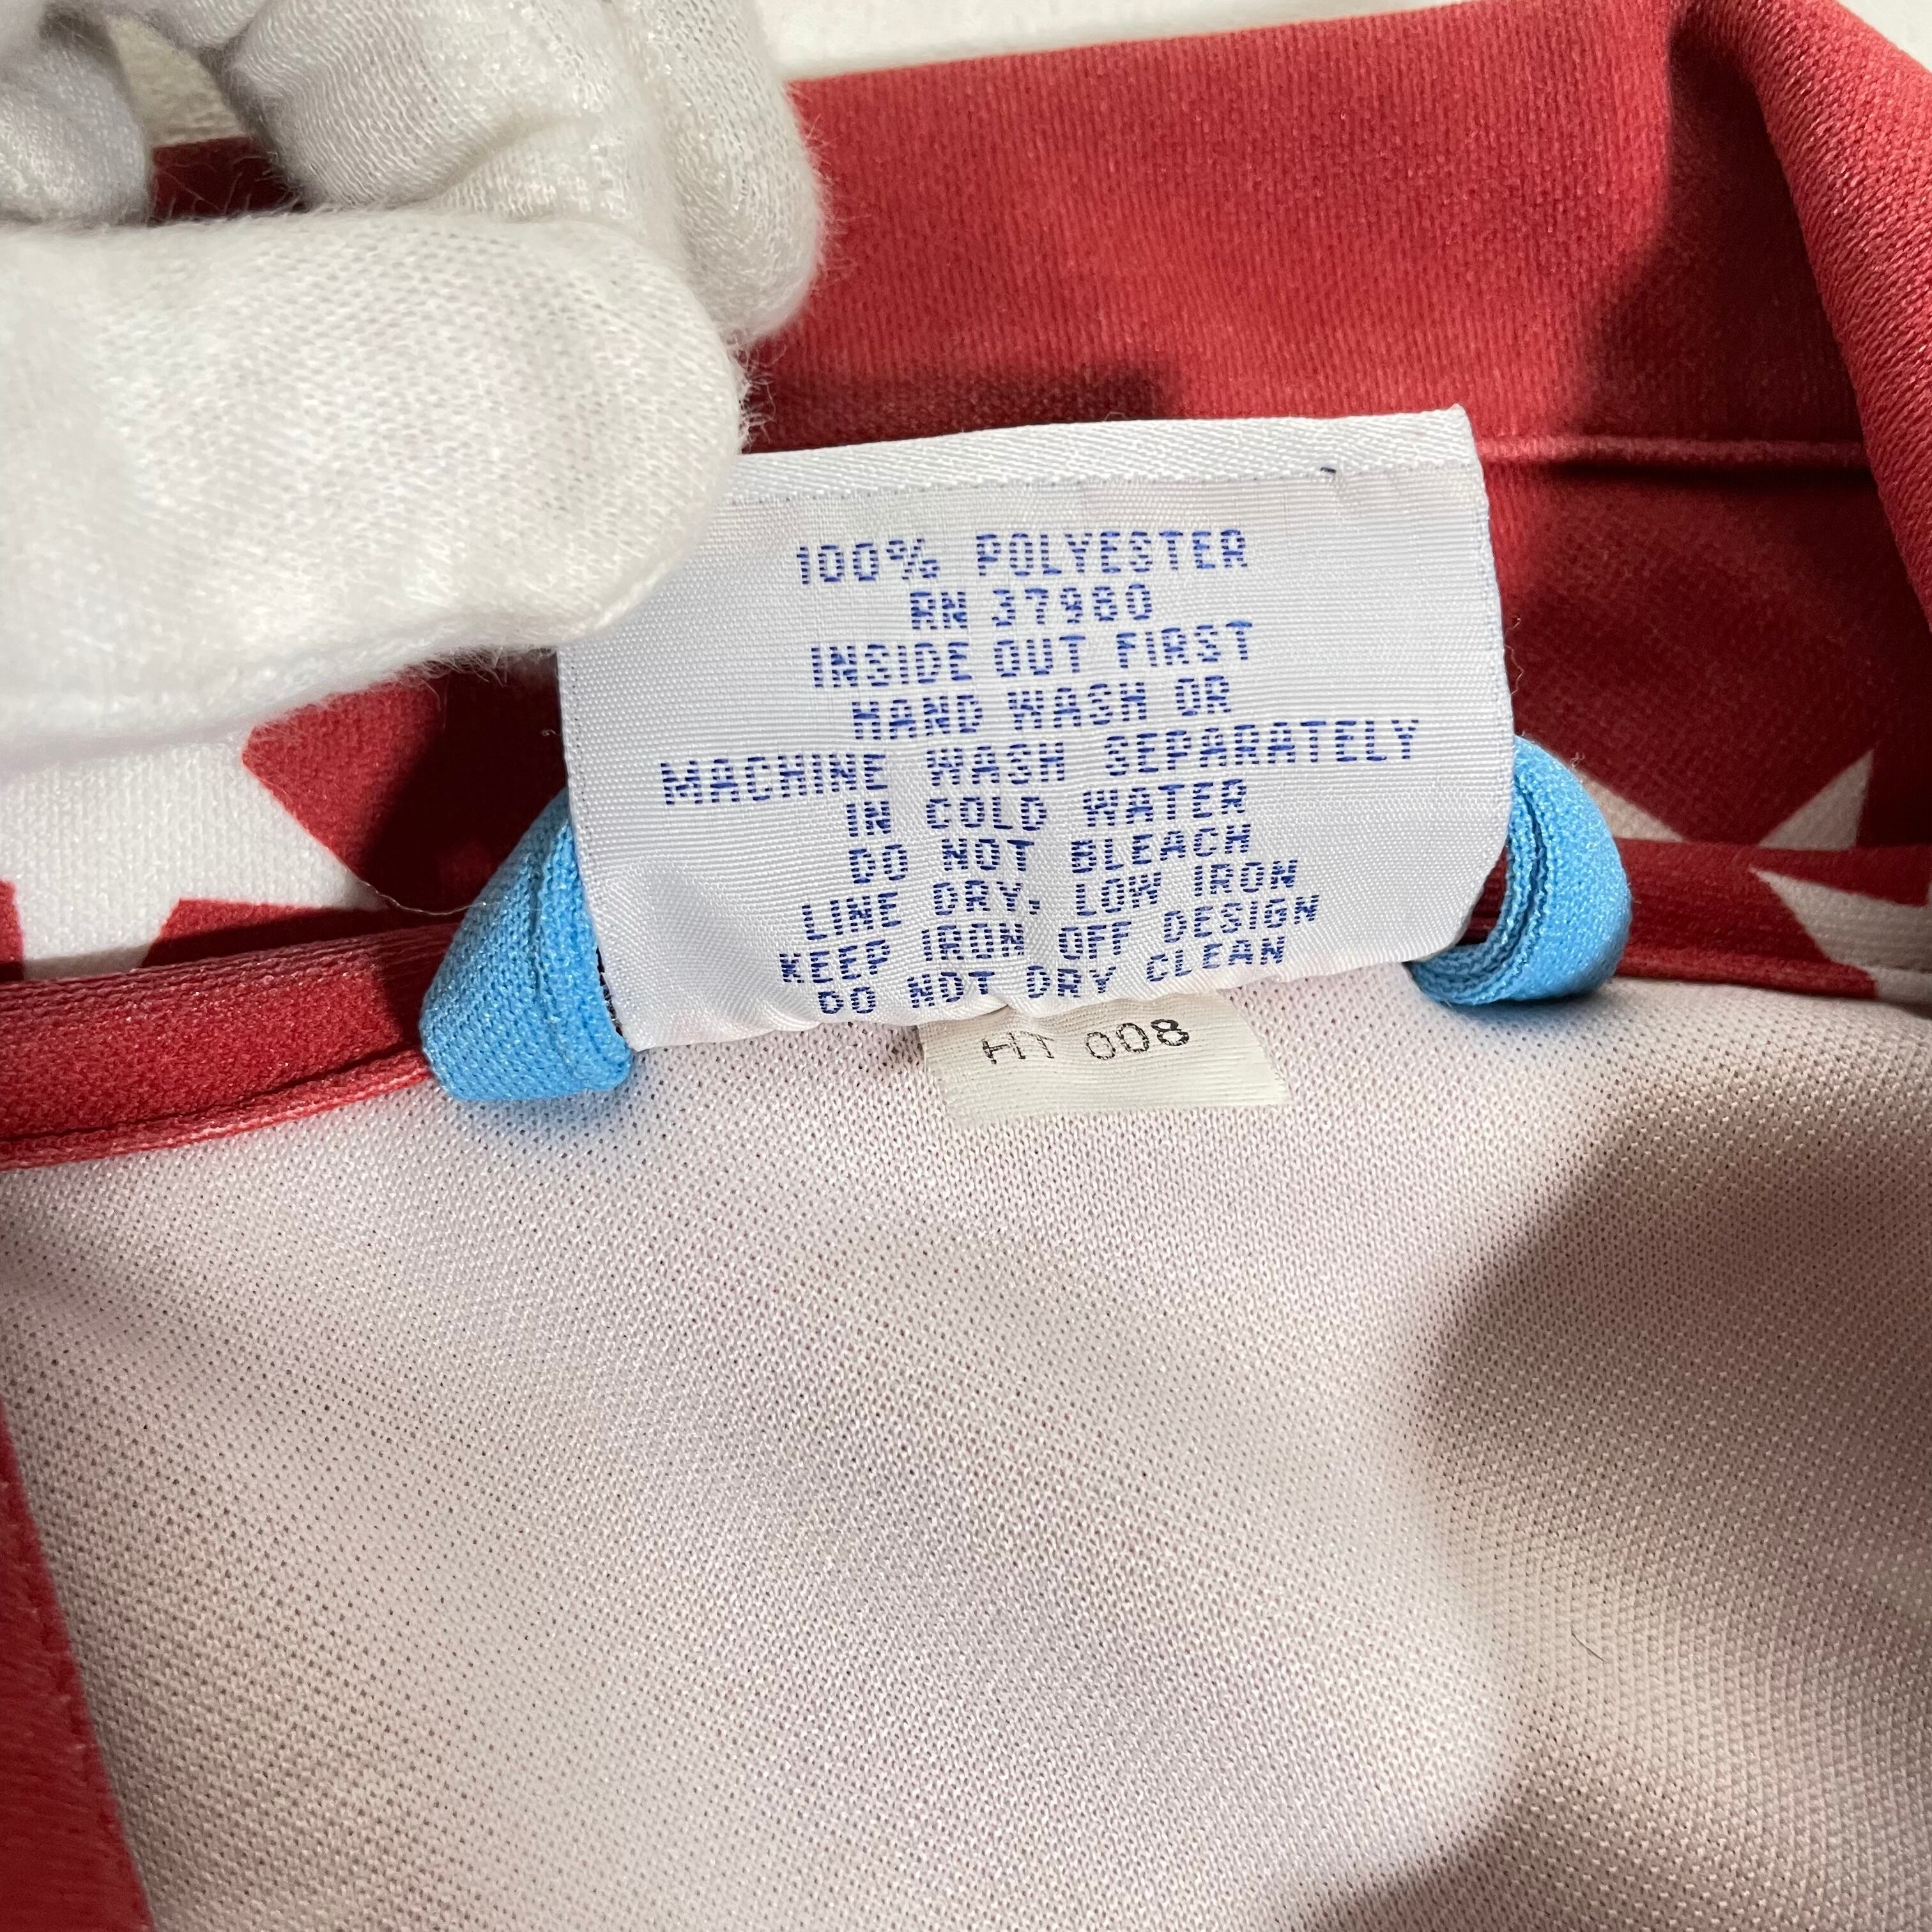 100% POLYESTER
RN 37980
INSIDE OUT FIRST
HAND WASH OR
MACHINE WASH SEPARATELY
IN COLD WATER
DO NOT BLEACH
LINE DRY, LOW IRON
KEEP IRON OFF DESIGN
DO NOT DRY CLEAN
HT 008